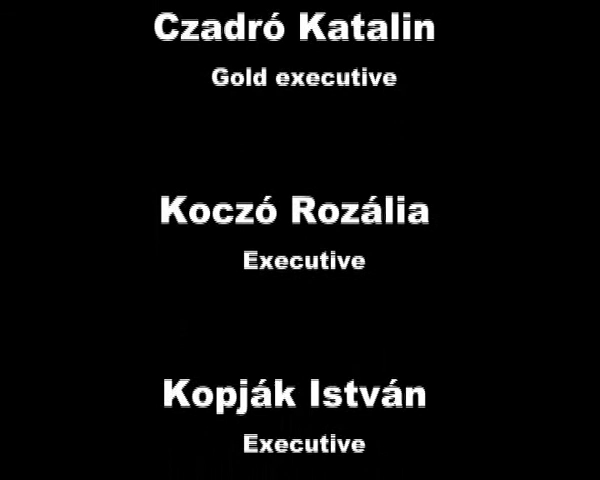 Czadró Katalin
Gold executive
Koczó Rozália
Executive
Kopják István
Executive